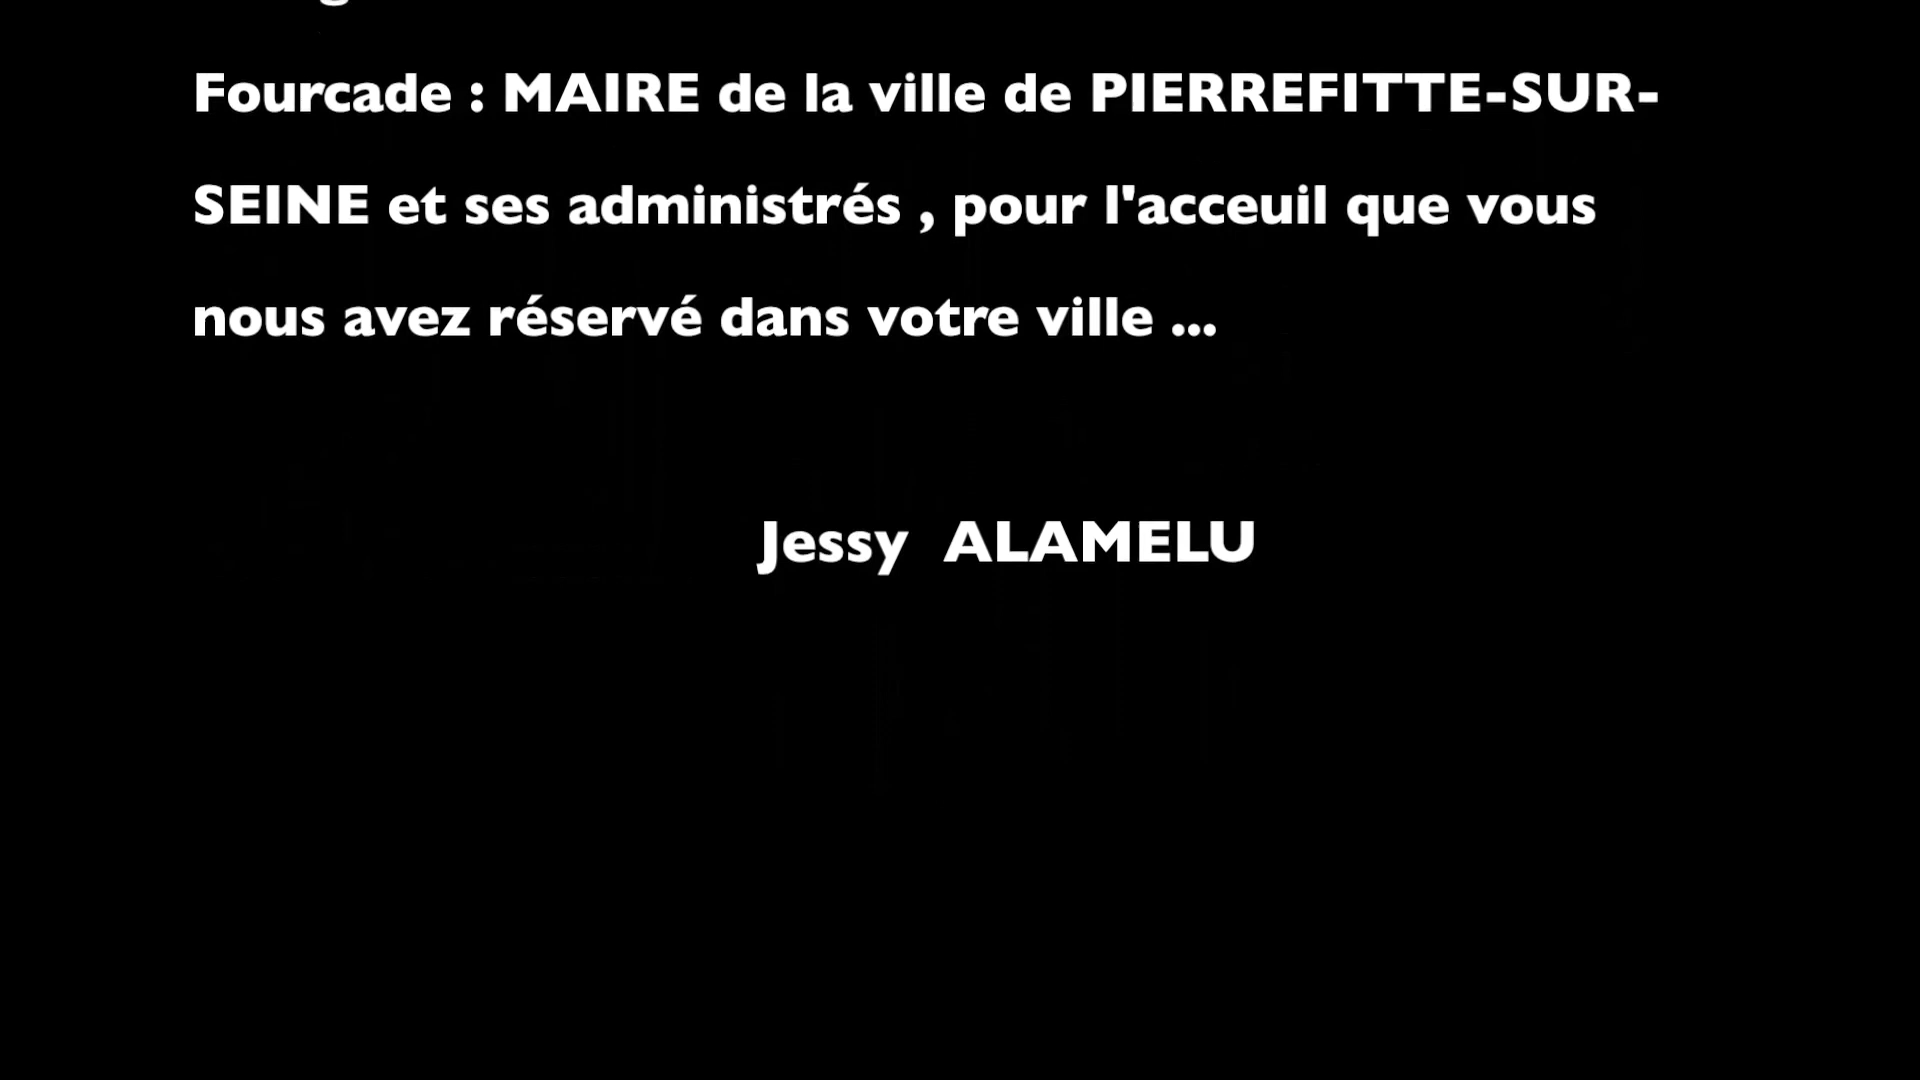 Fourcade : MAIRE de la ville de PIERREFITTE-SUR-
SEINE et ses administrés , pour l'acceuil que vous
nous avez réservé dans votre ville ...
Jessy ALAMELU